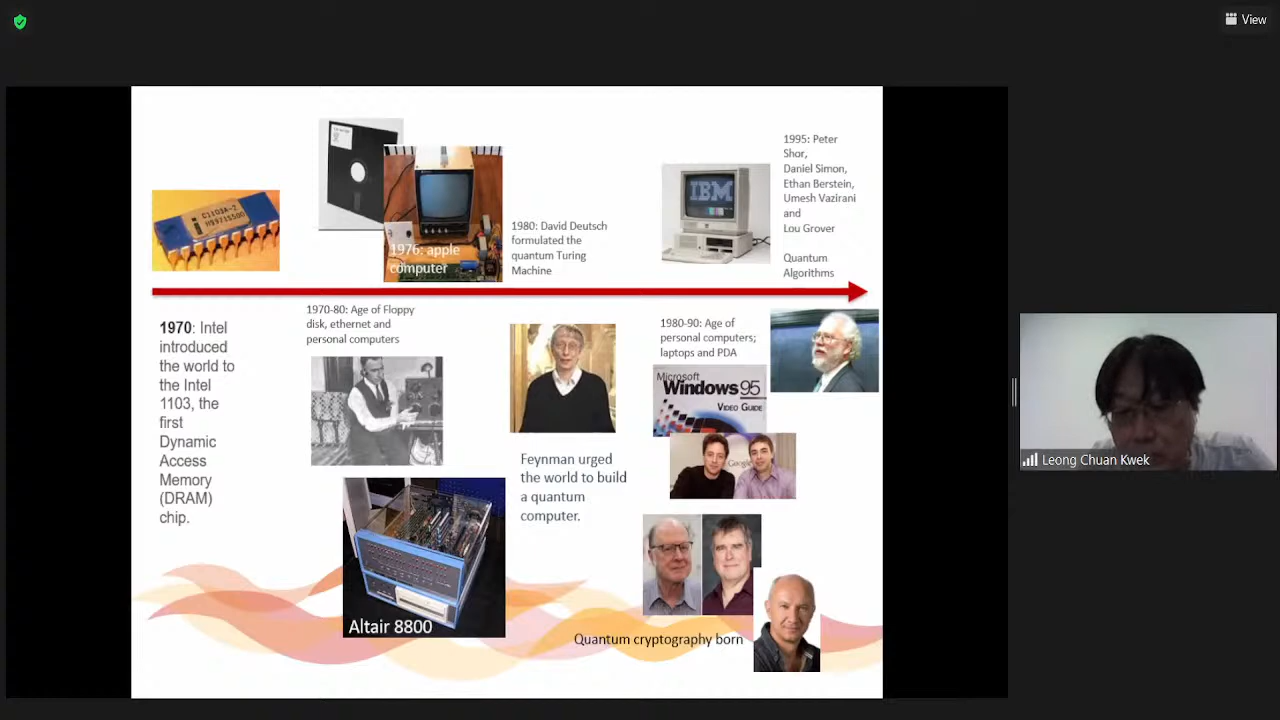 View
C1103A-2
1976: apple
computer
1980: David Deutsch
formulated the
quantum Turing
Machine
IBM
1995: Peter
Shor,
Daniel Simon,
Ethan Berstein,
Umesh Vazirani
and
Lou Grover
Quantum
Algorithms
1970: Intel
introduced
the world to
the Intel
1103, the
first
Dynamic
Access
Memory
(DRAM)
chip.
1970-80: Age of Floppy
disk, ethernet and
personal computers
Altair 8800
Feynman urged
the world to build
a quantum
computer.
1980-90: Age of
personal computers;
laptops and PDA
Microsoft
Windows 95
VIDEO GUIDE
Google
Quantum cryptography born
Leong Chuan Kwek